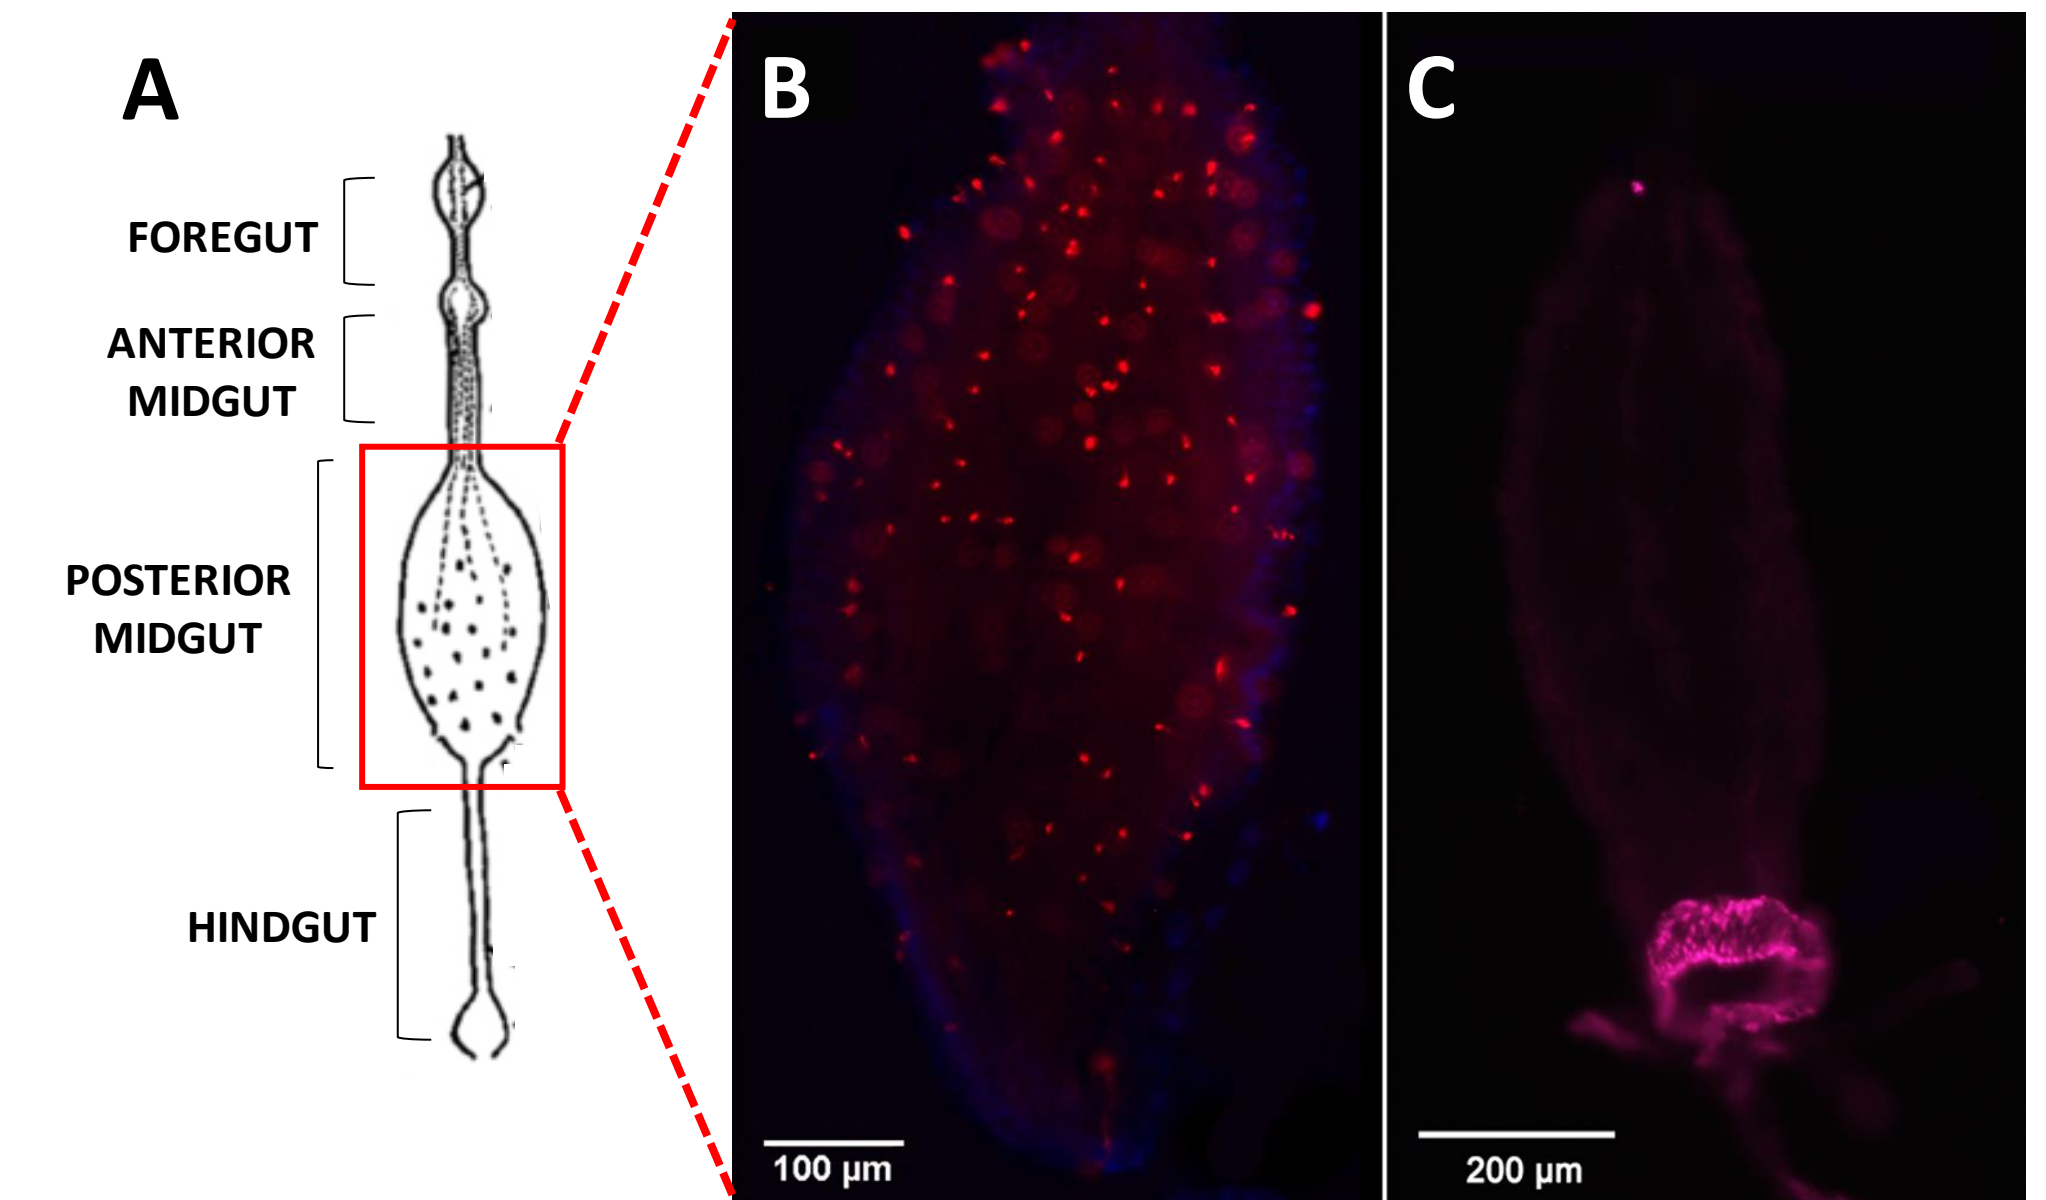 A
FOREGUT
ANTERIOR
MIDGUT
POSTERIOR
MIDGUT
HINDGUT
B
100 µm
C
200 µm